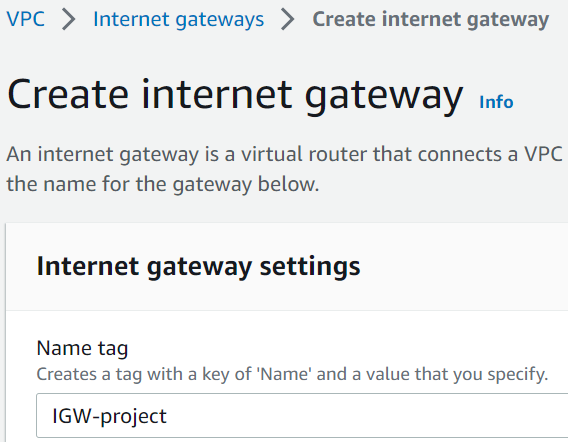 VPC > Internet gateways > Create internet gateway
Create internet gateway Info
An internet gateway is a virtual router that connects a VPC
the name for the gateway below.
Internet gateway settings
Name tag
Creates a tag with a key of 'Name' and a value that you specify.
IGW-project